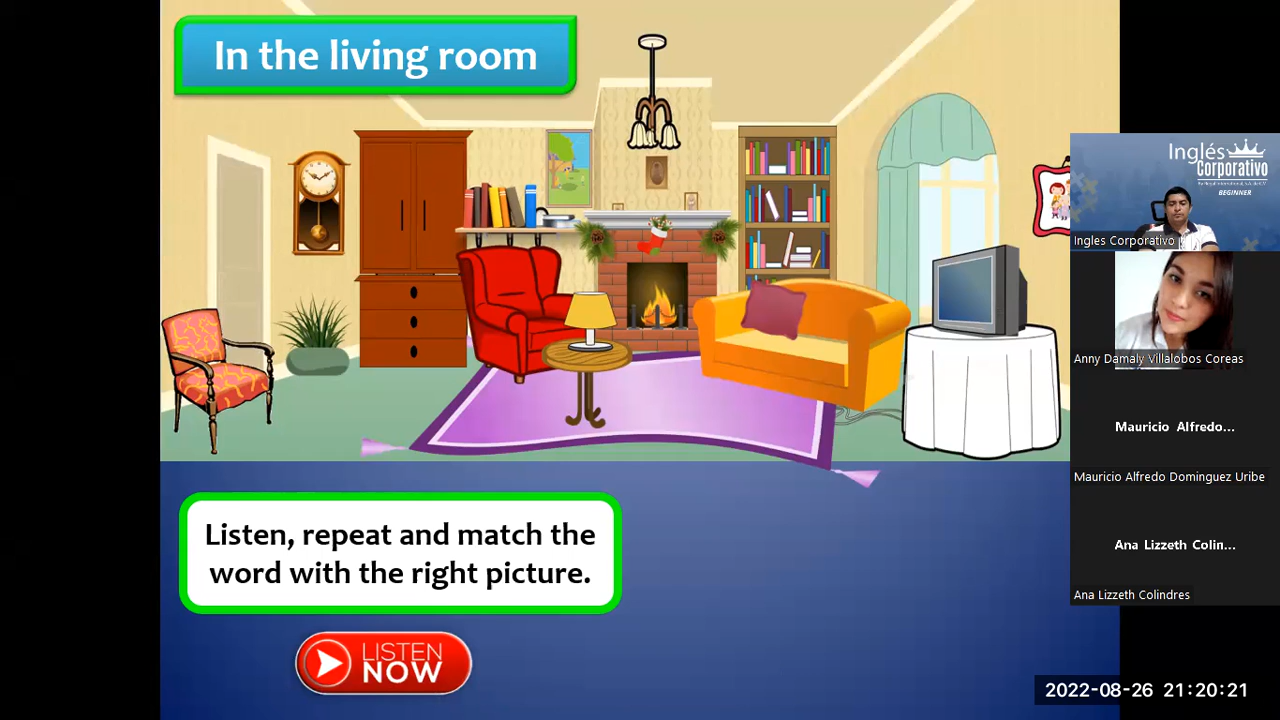 In the living room
Listen, repeat and match the
word with the right picture.
LISTEN
NOW
Inglés
Corporativo
BEGINNER
Ingles Corporativo
Anny Damaly Villalobos Coreas
Mauricio Alfredo...
Mauricio Alfredo Dominguez Uribe
Ana Lizzeth Colin...
Ana Lizzeth Colindres
2022-08-26 21:20:21